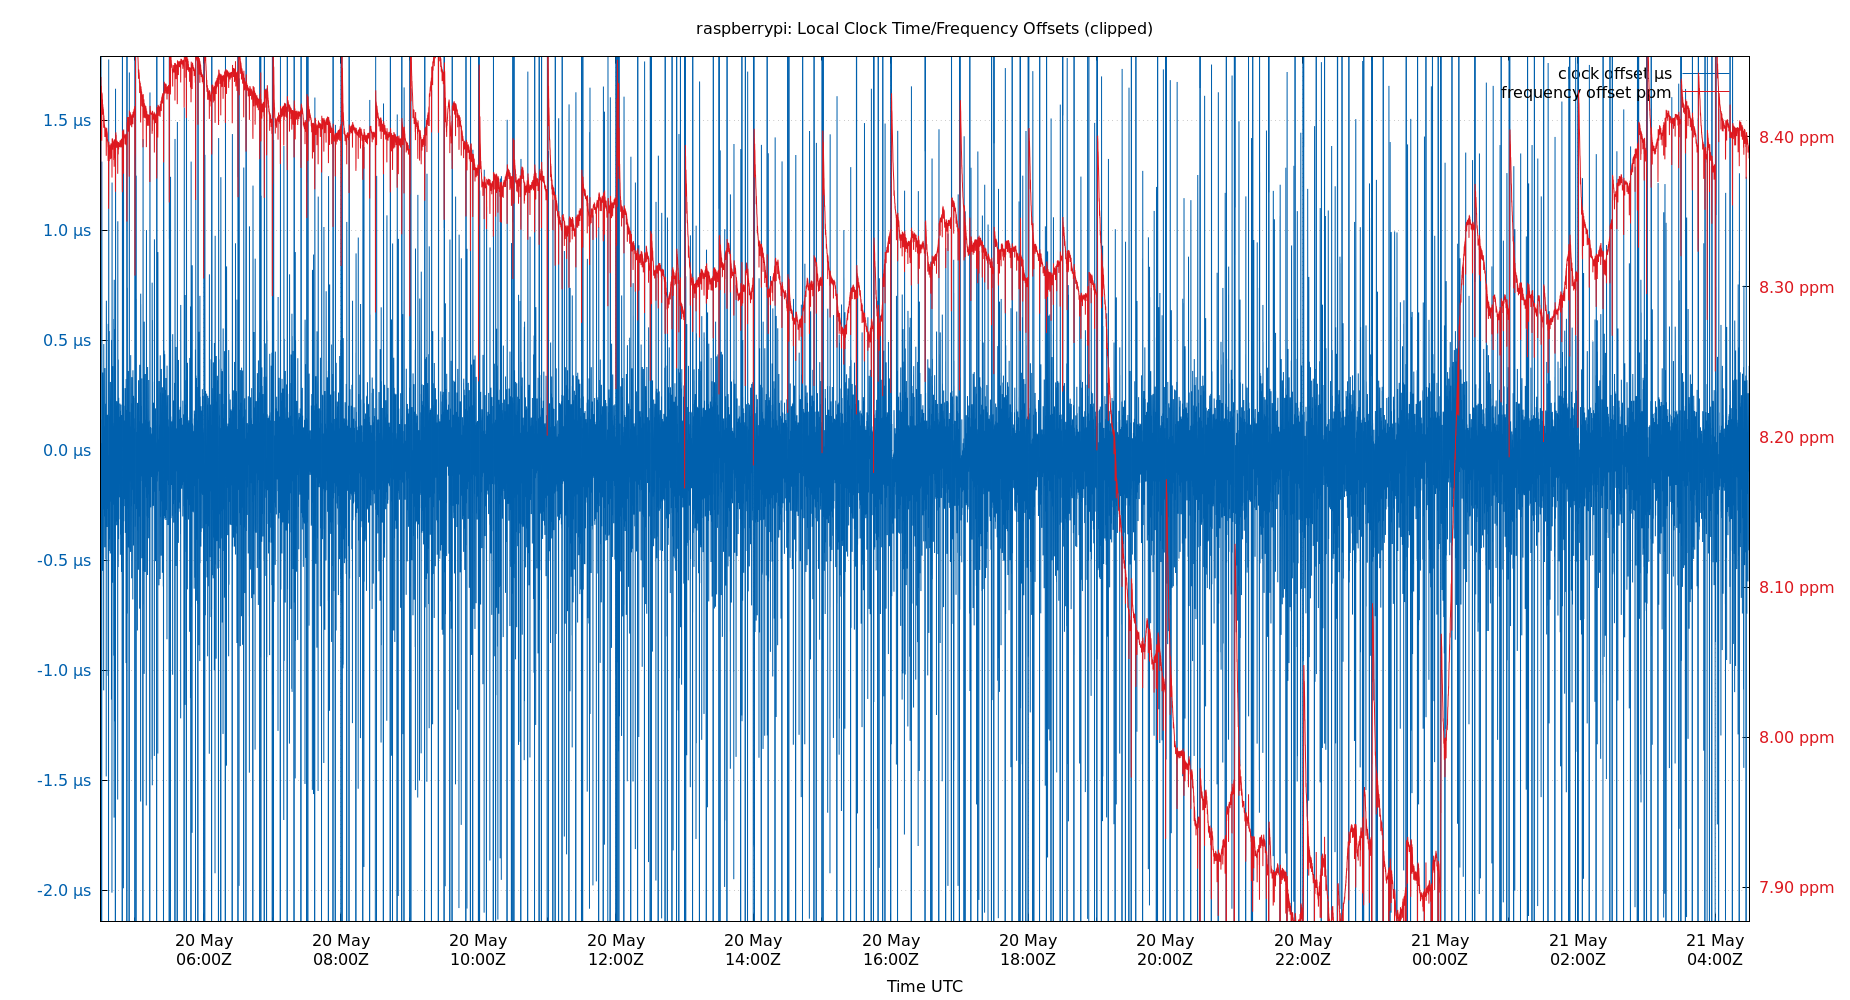 raspberrypi: Local Clock Time/Frequency Offsets (clipped)
clock offset µs
frequency offset ppm
1.5 µs
1.0 µs
0.5 µs
0.0 µs
-0.5 µs
-1.0 µs
-1.5 µs
-2.0 µs
8.40 ppm
8.30 ppm
8.20 ppm
8.10 ppm
8.00 ppm
7.90 ppm
20 May 20 May 20 May 20 May 20 May 20 May 20 May 20 May 20 May 21 May 21 May 21 May
06:00Z 08:00Z 10:00Z 12:00Z 14:00Z 16:00Z 18:00Z 20:00Z 22:00Z 00:00Z 02:00Z 04:00Z
Time UTC